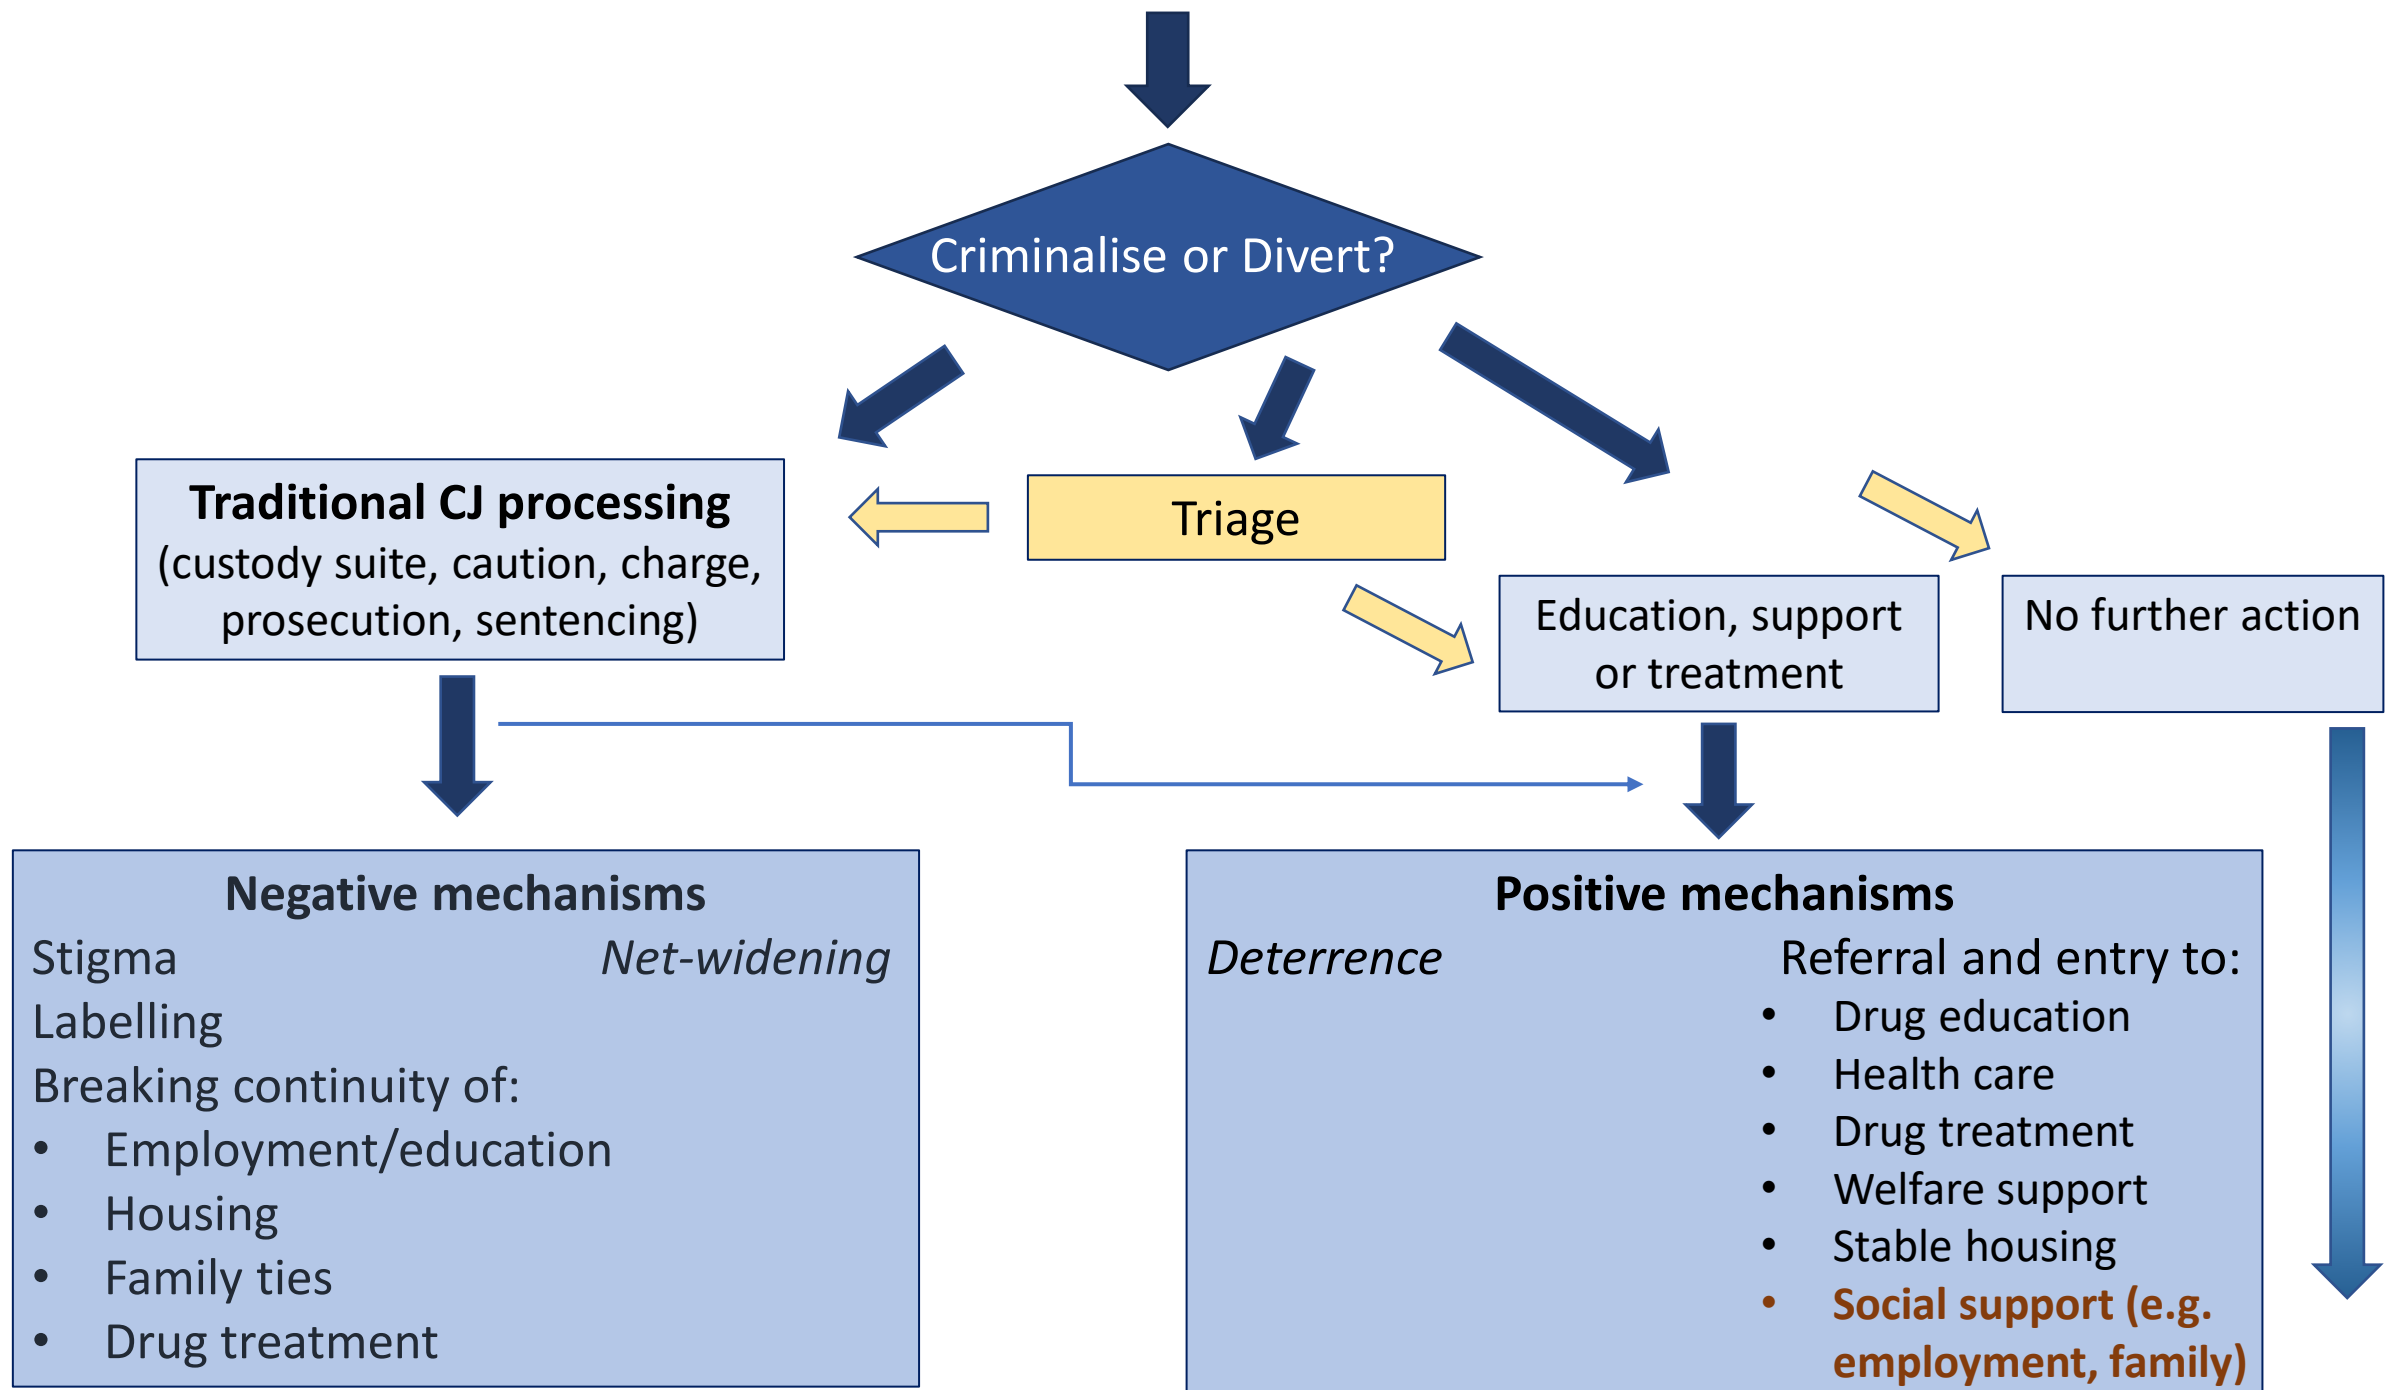 Criminalise or Divert?
Traditional CJ processing
(custody suite, caution, charge,
prosecution, sentencing)
Triage
Education, support
or treatment
No further action
Negative mechanisms
Stigma
Net-widening
Labelling
Breaking continuity of:
• Employment/education
• Housing
• Family ties
• Drug treatment
Positive mechanisms
Deterrence
Referral and entry to:
• Drug education
• Health care
• Drug treatment
• Welfare support
• Stable housing
• Social support (e.g.
employment, family)